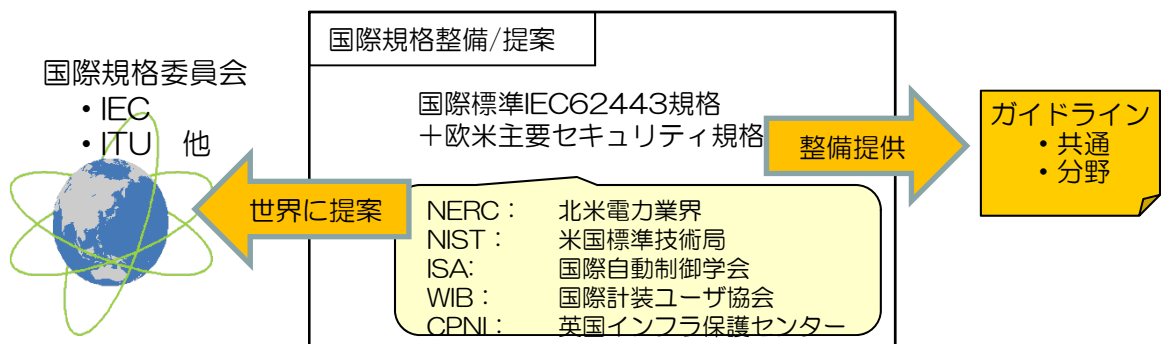 国際規格整備/提案
国際規格委員会
・IEC
・ITU 他
国際標準IEC62443規格
＋欧米主要セキュリティ規格
整備提供
ガイドライン
・共通
・分野
世界に提案
NERC： 北米電力業界
NIST： 米国標準技術局
ISA: 国際自動制御学会
WIB： 国際計装ユーザ協会
CPNI： 英国インフラ保護センター